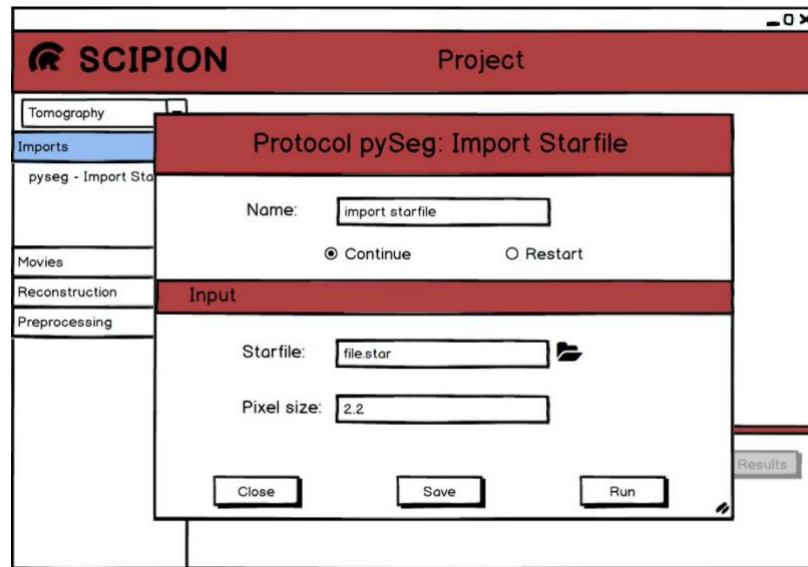 SCIPION Project
Tomography
Imports
pyseg - Import Sta
Movies
Reconstruction
Preprocessing
Protocol pySeg: Import Starfile
Name: import starfile
Continue Restart
Input
Starfile: file.star
Pixel size: 2.2
Close Save Run
Results